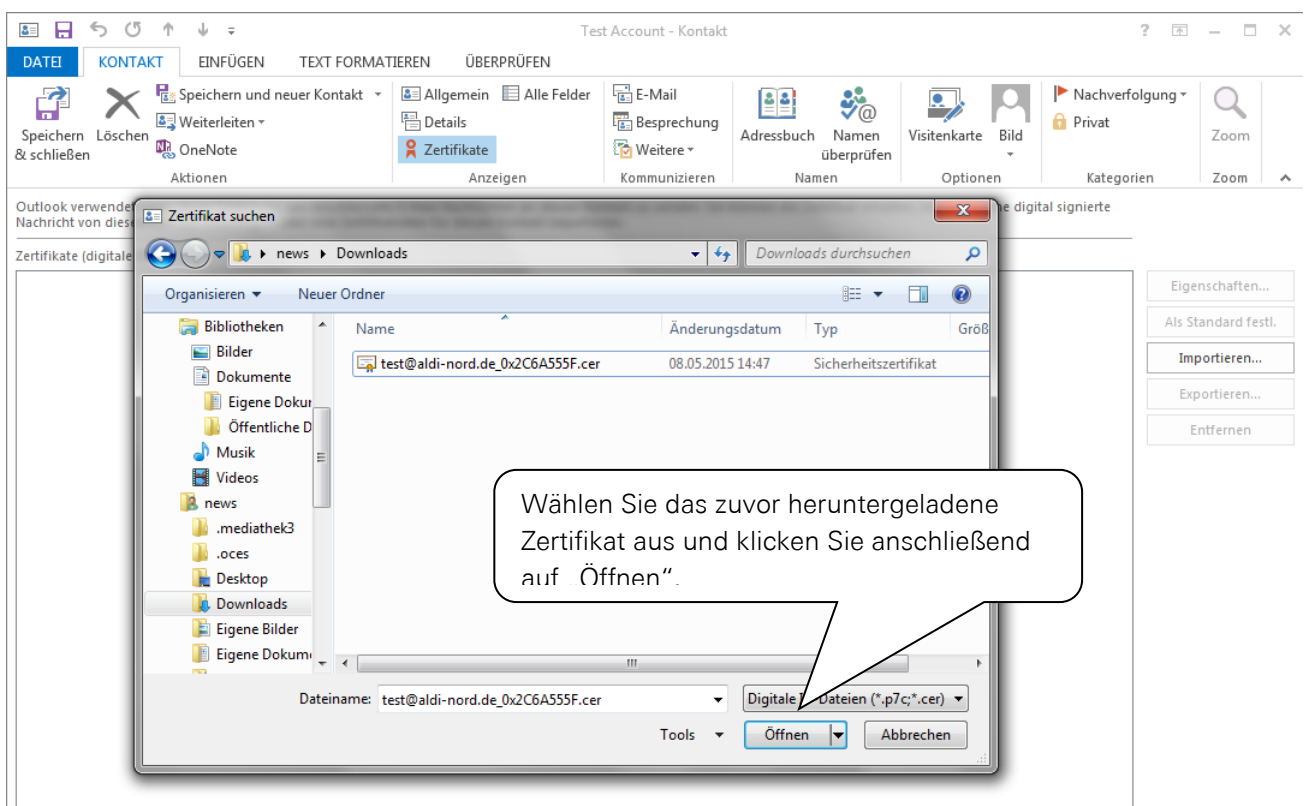 Test Account - Kontakt
DATEI KONTAKT EINFÜGEN TEXT FORMATIEREN ÜBERPRÜFEN
Speichern & schließen
Löschen
Speichern und neuer Kontakt
Weiterleiten
OneNote
Aktionen
Allgemein Alle Felder
Details
Zertifikate
Anzeigen
E-Mail
Besprechung
Weitere
Kommunizieren
Adressbuch
Namen überprüfen
Namen
Visitenkarte
Bild
Optionen
Nachverfolgung
Privat
Kategorien
Zoom
Zoom
Outlook verwendet
ne digital signierte
Nachricht von dies
Zertifikate (digitale
Zertifikat suchen
news Downloads
Downloads durchsuchen
Organisieren Neuer Ordner
Bibliotheken
Bilder
Dokumente
Eigene Dokur
Öffentliche D
Musik
Videos
news
.mediathek3
.oces
Desktop
Downloads
Eigene Bilder
Eigene Dokum
Name Änderungsdatum Typ Größ
test@aldi-nord.de_0x2C6A555F.cer 08.05.2015 14:47 Sicherheitszertifikat
Wählen Sie das zuvor heruntergeladene
Zertifikat aus und klicken Sie anschließend
auf „Öffnen“.
Dateiname: test@aldi-nord.de_0x2C6A555F.cer
Digitale Dateien (*.p7c;*.cer)
Tools Öffnen Abbrechen
Eigenschaften...
Als Standard festl.
Importieren...
Exportieren...
Entfernen